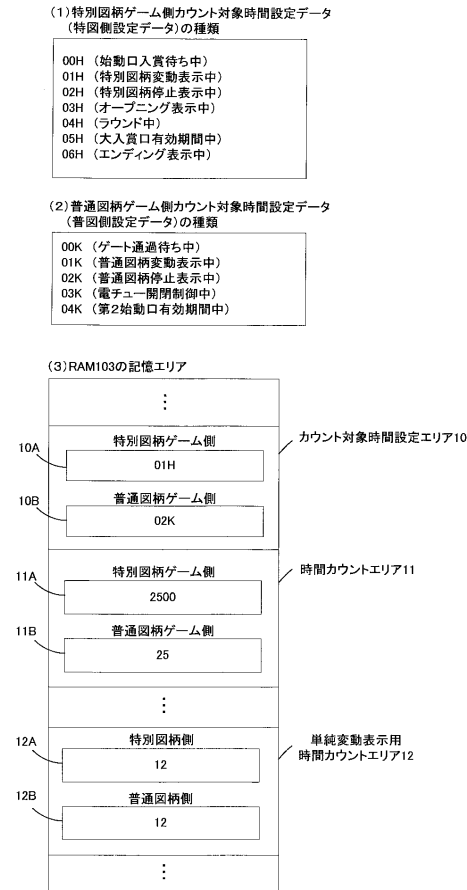 (1)特別図柄ゲーム側カウント対象時間設定データ
(特図側設定データ)の種類
00H (始動口入賞待ち中)
01H (特別図柄変動表示中)
02H (特別図柄停止表示中)
03H (オープニング表示中)
04H (ラウンド中)
05H (大入賞口有効期間中)
06H (エンディング表示中)
(2)普通図柄ゲーム側カウント対象時間設定データ
(普図側設定データ)の種類
00K (ゲート通過待ち中)
01K (普通図柄変動表示中)
02K (普通図柄停止表示中)
03K (電チュー開閉制御中)
04K (第2始動口有効期間中)
(3)RAM103の記憶エリア
⋮
特別図柄ゲーム側
カウント対象時間設定エリア10
10A
01H
普通図柄ゲーム側
10B
02K
特別図柄ゲーム側
時間カウントエリア11
11A
2500
普通図柄ゲーム側
11B
25
⋮
特別図柄側
単純変動表示用
時間カウントエリア12
12A
12
普通図柄側
12B
12
⋮